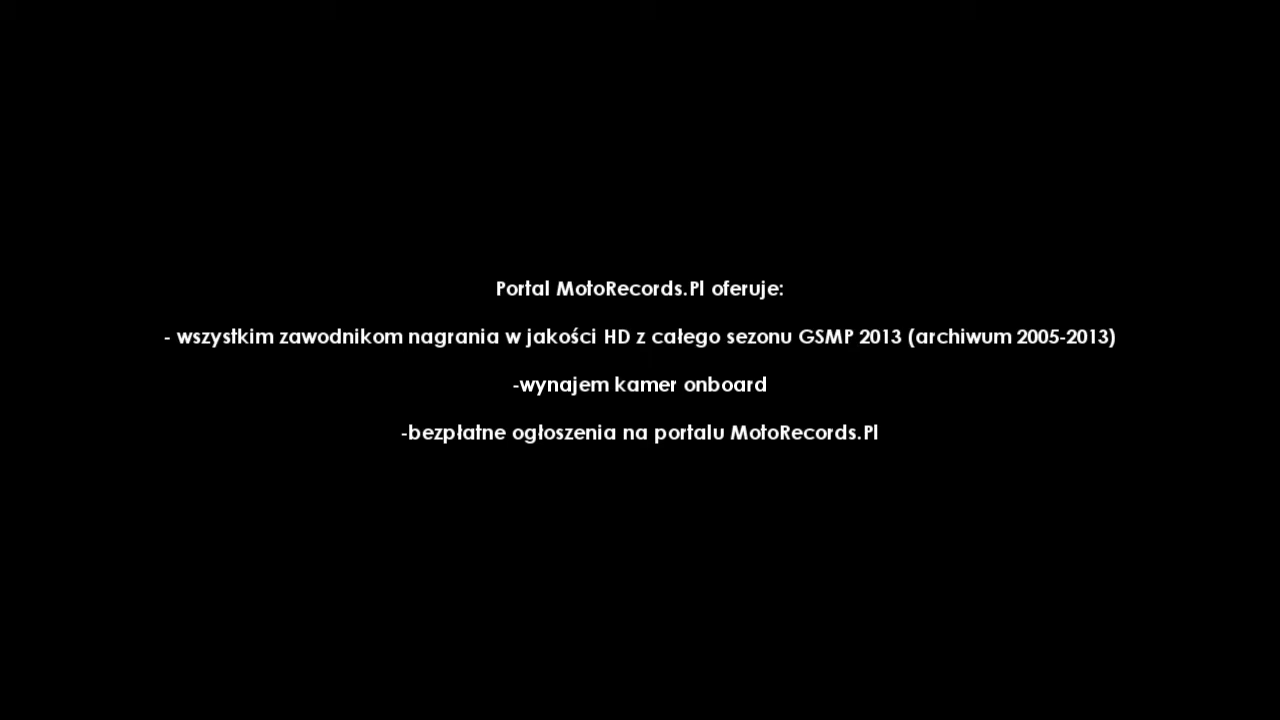 Portal MotoRecords.Pl oferuje:
- wszystkim zawodnikom nagrania w jakości HD z całego sezonu GSMP 2013 (archiwum 2005-2013)
-wynajem kamer onboard
-bezpłatne ogłoszenia na portalu MotoRecords.Pl